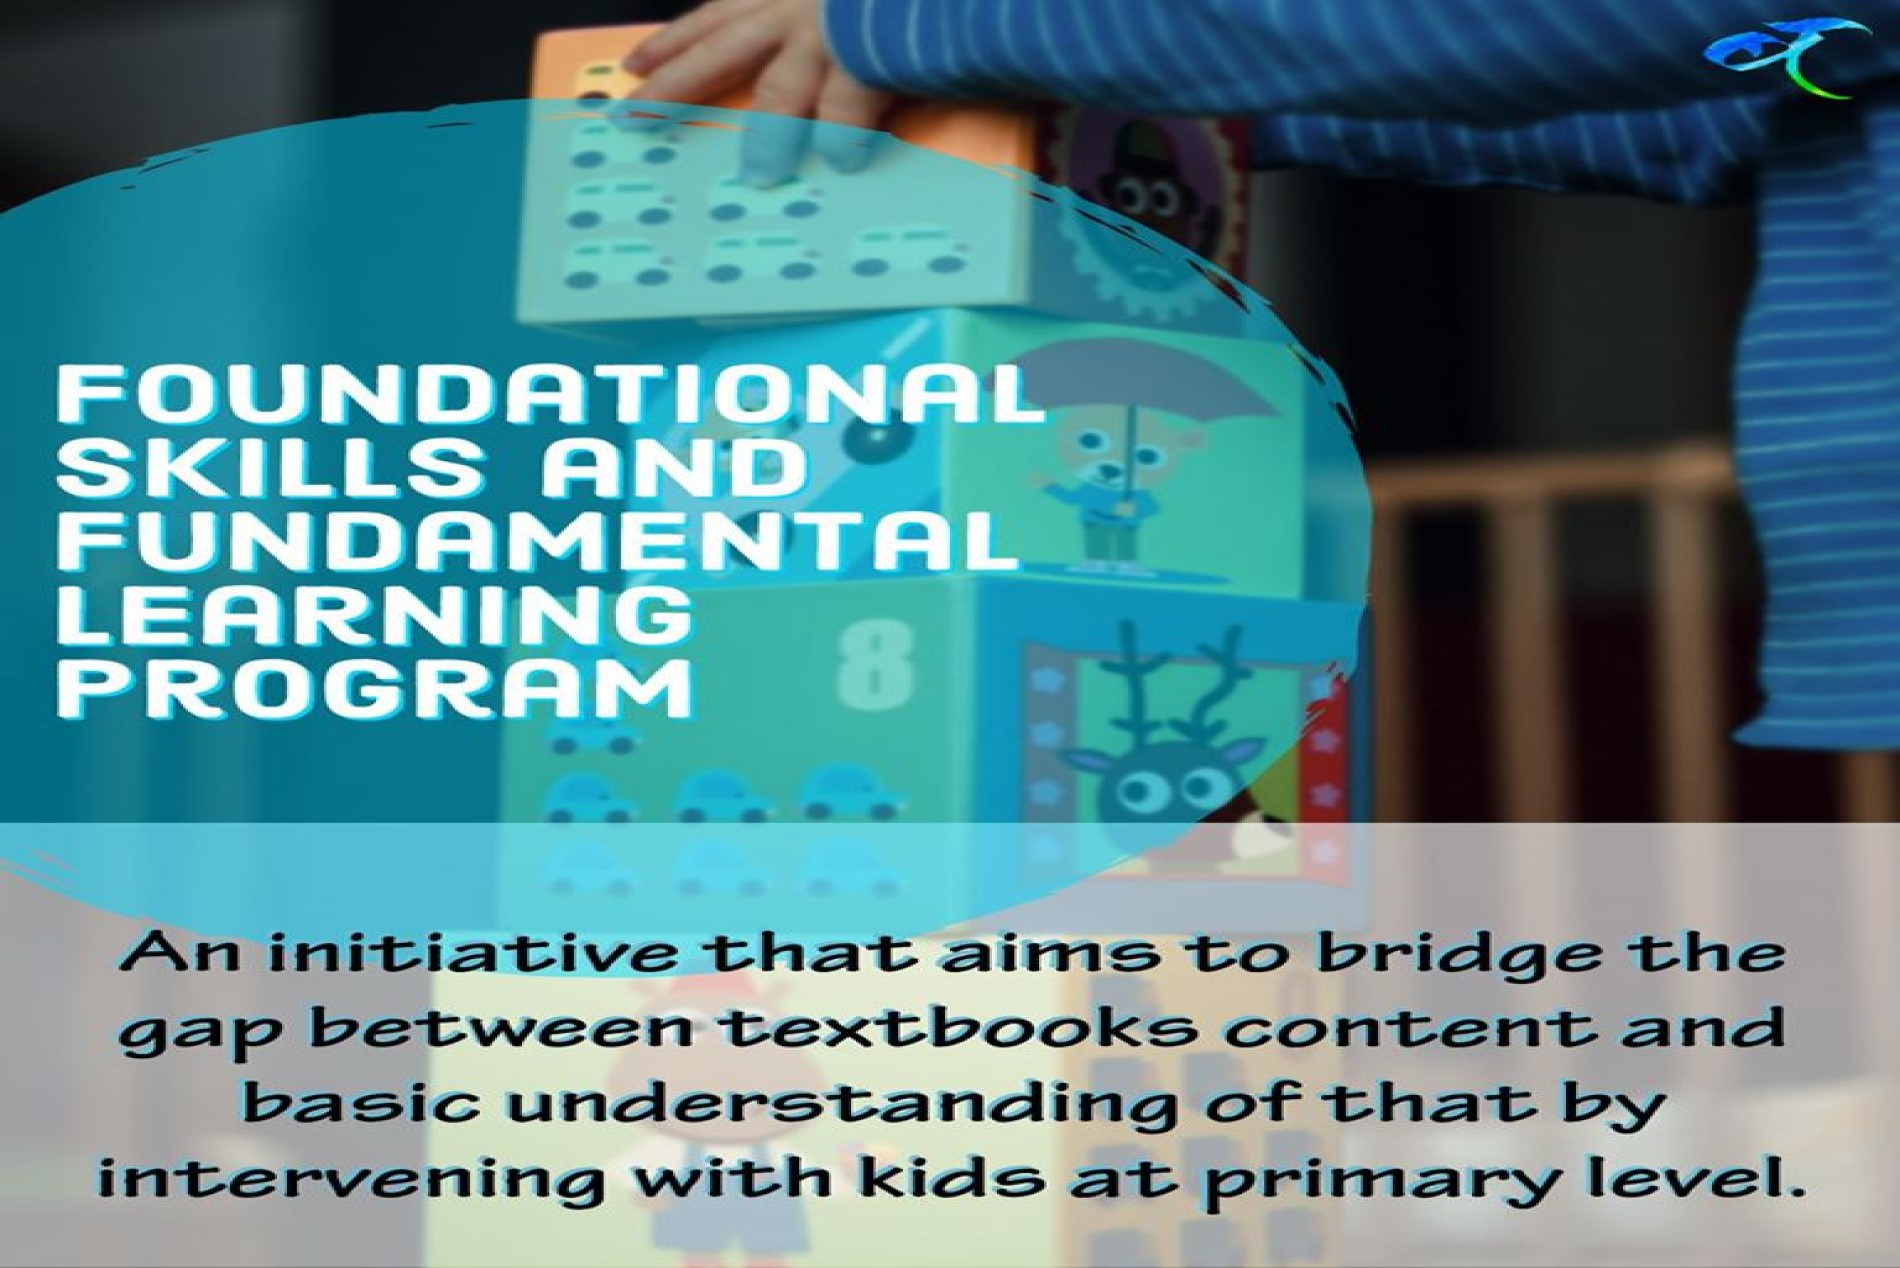 FOUNDATIONAL
SKILLS AND
FUNDAMENTAL
LEARNING
PROGRAM
8
An initiative that aims to bridge the
gap between textbooks content and
basic understanding of that by
intervening with kids at primary level.